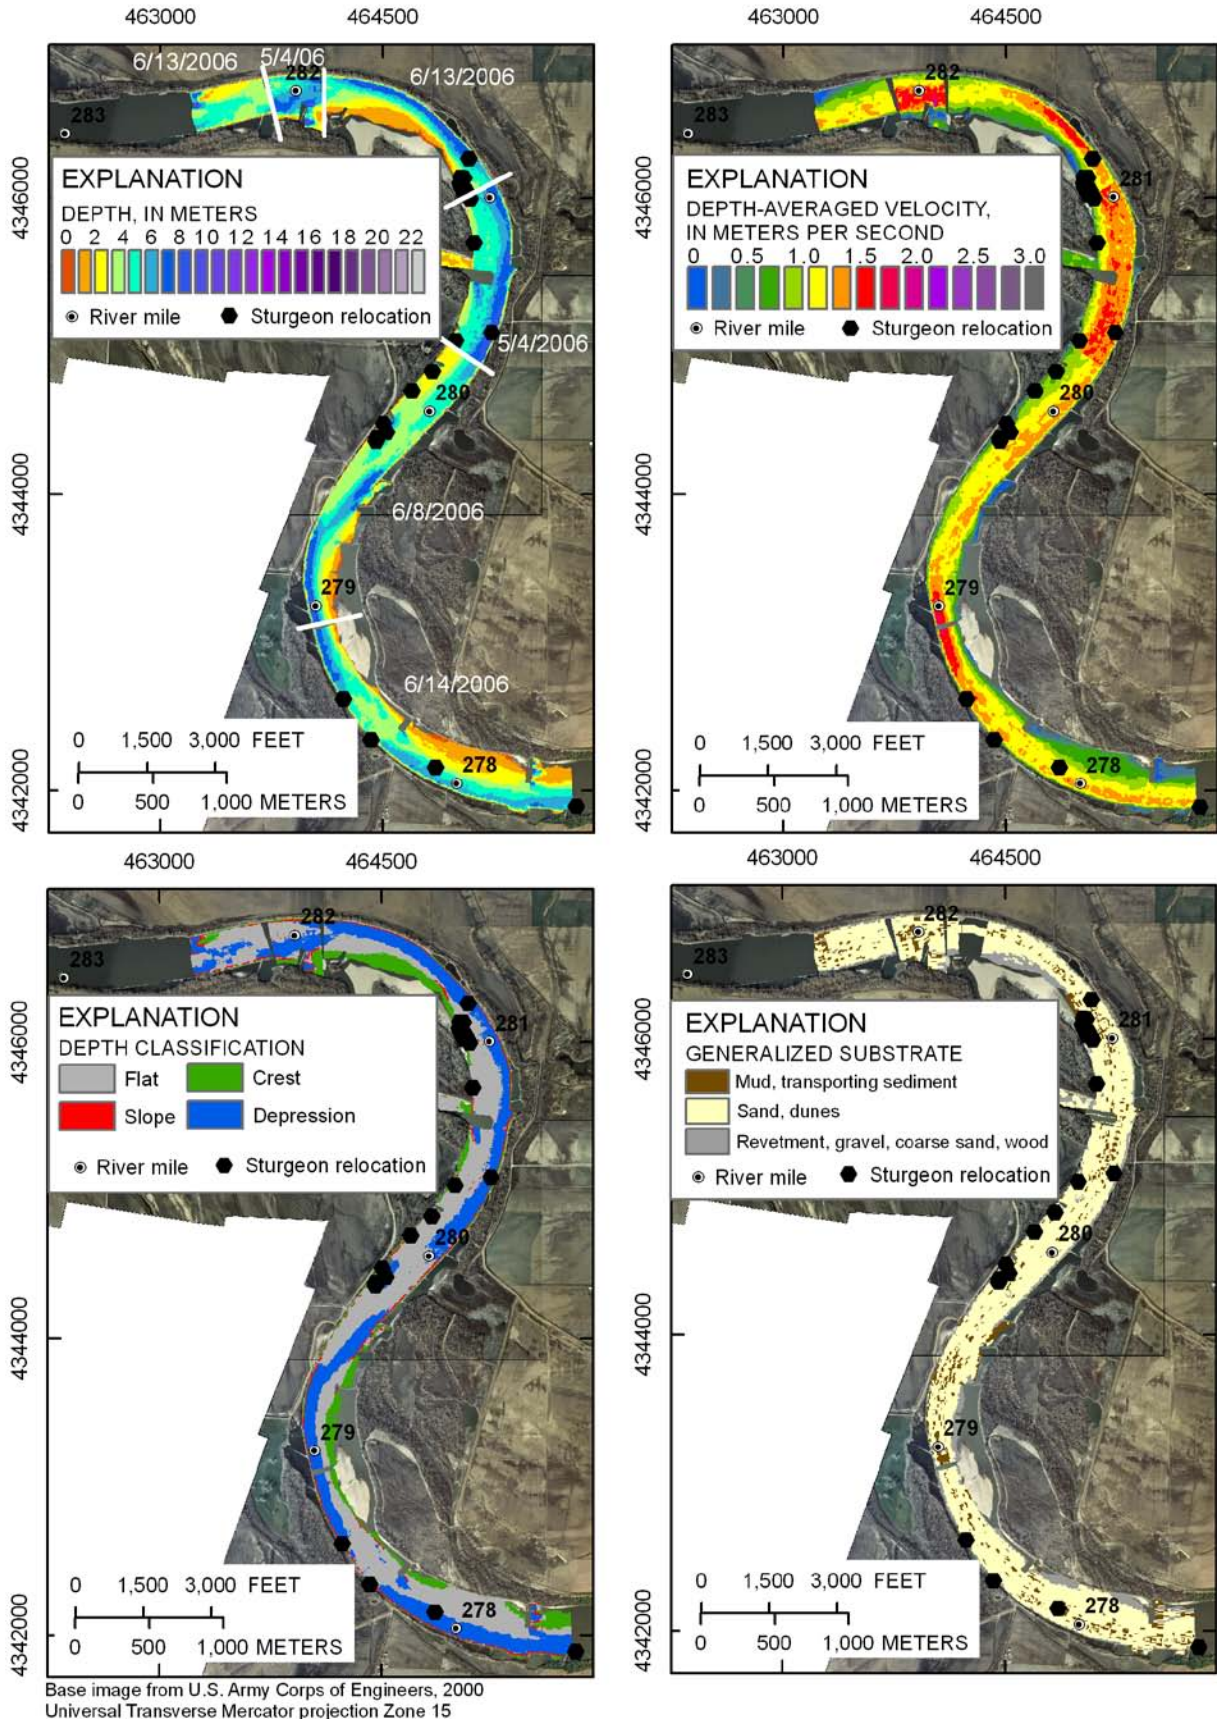 463000 464500
463000 464500
6/13/2006
5/4/06
282
6/13/2006
283
EXPLANATION
DEPTH, IN METERS
0 2 4 6 8 10 12 14 16 18 20 22
River mile Sturgeon relocation
5/4/2006
280
6/8/2006
279
6/14/2006
278
0 1,500 3,000 FEET
0 500 1,000 METERS
4346000
4344000
4342000
282
283
281
EXPLANATION
DEPTH-AVERAGED VELOCITY,
IN METERS PER SECOND
0 0.5 1.0 1.5 2.0 2.5 3.0
River mile Sturgeon relocation
280
279
278
0 1,500 3,000 FEET
0 500 1,000 METERS
4346000
4344000
4342000
463000 464500
463000 464500
282
283
281
EXPLANATION
DEPTH CLASSIFICATION
Flat Crest
Slope Depression
River mile Sturgeon relocation
280
279
278
0 1,500 3,000 FEET
0 500 1,000 METERS
4346000
4344000
4342000
282
283
281
EXPLANATION
GENERALIZED SUBSTRATE
Mud, transporting sediment
Sand, dunes
Revetment, gravel, coarse sand, wood
River mile Sturgeon relocation
280
279
278
0 1,500 3,000 FEET
0 500 1,000 METERS
4346000
4344000
4342000
Base image from U.S. Army Corps of Engineers, 2000
Universal Transverse Mercator projection Zone 15